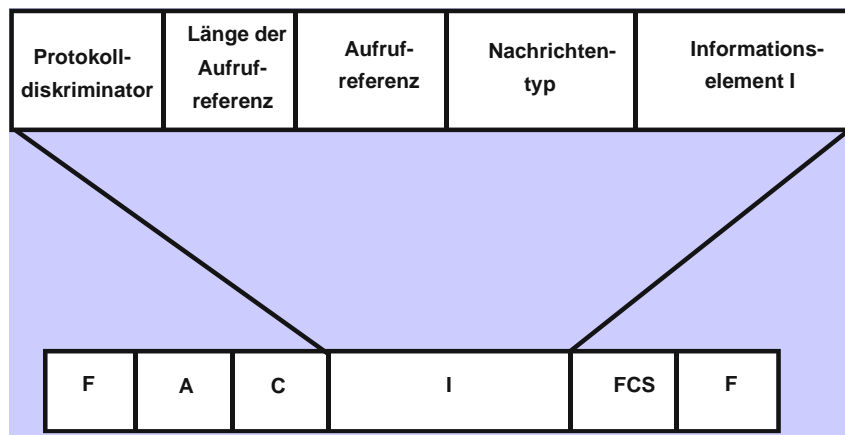 Protokoll-
diskriminator
Länge der
Aufruf-
referenz
Aufruf-
referenz
Nachrichten-
typ
Informations-
element I
F
A
C
I
FCS
F